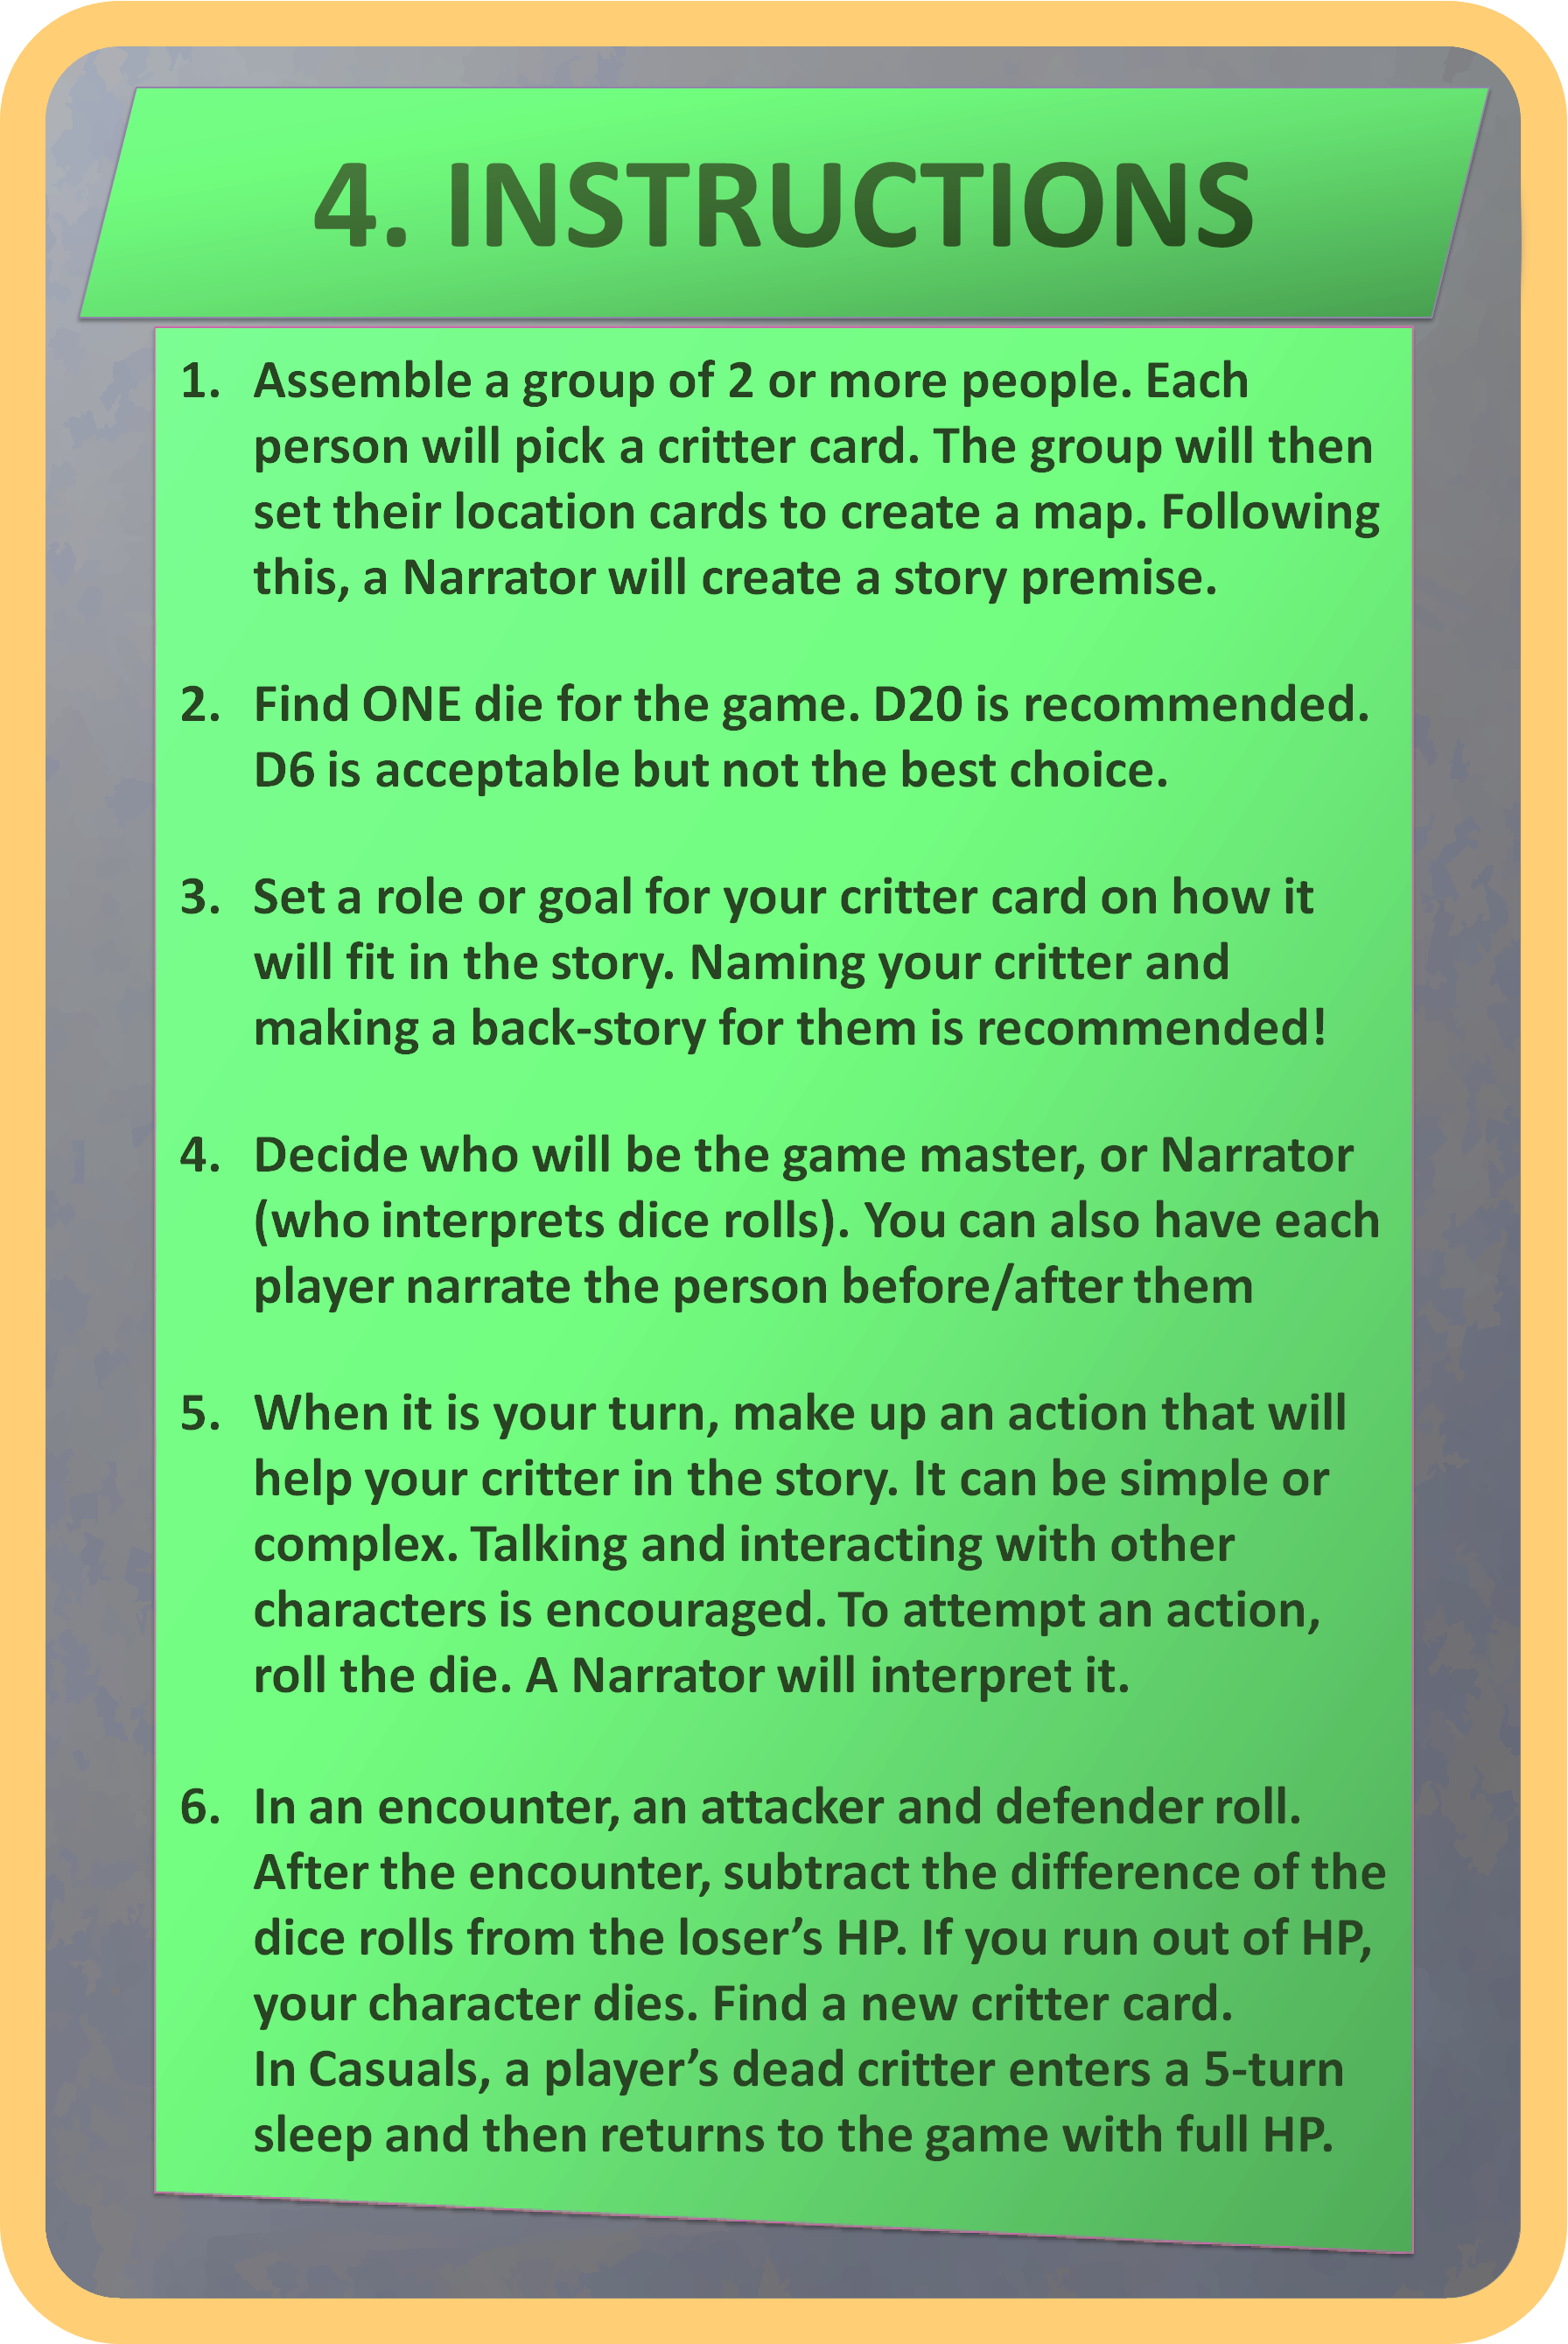 4. INSTRUCTIONS
1. Assemble a group of 2 or more people. Each
person will pick a critter card. The group will then
set their location cards to create a map. Following
this, a Narrator will create a story premise.
2. Find ONE die for the game. D20 is recommended.
D6 is acceptable but not the best choice.
3. Set a role or goal for your critter card on how it
will fit in the story. Naming your critter and
making a back-story for them is recommended!
4. Decide who will be the game master, or Narrator
(who interprets dice rolls). You can also have each
player narrate the person before/after them
5. When it is your turn, make up an action that will
help your critter in the story. It can be simple or
complex. Talking and interacting with other
characters is encouraged. To attempt an action,
roll the die. A Narrator will interpret it.
6. In an encounter, an attacker and defender roll.
After the encounter, subtract the difference of the
dice rolls from the loser’s HP. If you run out of HP,
your character dies. Find a new critter card.
In Casuals, a player’s dead critter enters a 5-turn
sleep and then returns to the game with full HP.